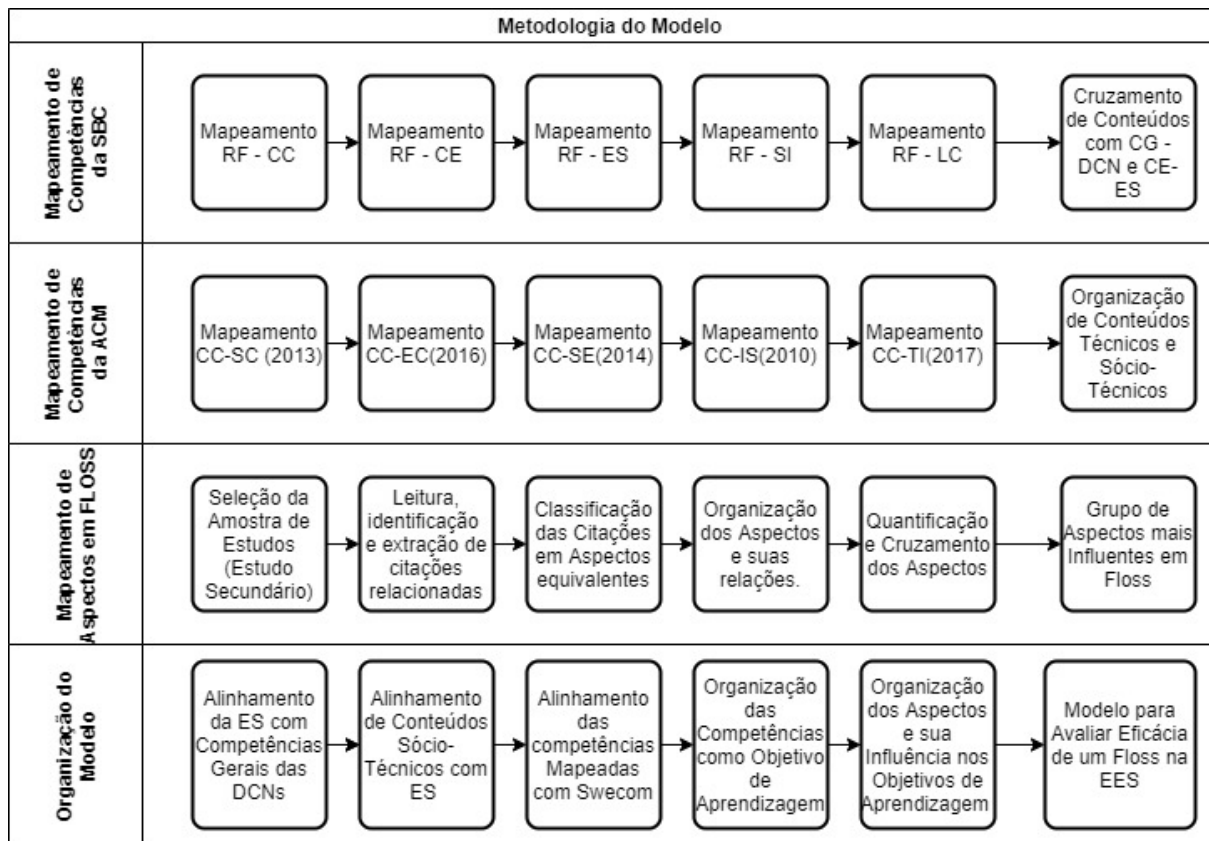 Metodologia do Modelo
Mapeamento de
Competências
da SBC
Mapeamento
RF - CC
Mapeamento
RF - CE
Mapeamento
RF - ES
Mapeamento
RF - SI
Mapeamento
RF - LC
Cruzamento
de Conteúdos
com CG -
DCN e CE-
ES
Mapeamento de
Competências
da ACM
Mapeamento
CC-SC (2013)
Mapeamento
CC-EC(2016)
Mapeamento
CC-SE(2014)
Mapeamento
CC-IS(2010)
Mapeamento
CC-TI(2017)
Organização
de Conteúdos
Técnicos e
Sócio-
Técnicos
Mapeamento de
Aspectos em FLOSS
Seleção da
Amostra de
Estudos
(Estudo
Secundário)
Leitura,
identificação
e extração de
citações
relacionadas
Classificação
das Citações
em Aspectos
equivalentes
Organização
dos Aspectos
e suas
relações.
Quantificação
e Cruzamento
dos Aspectos
Grupo de
Aspectos mais
Influentes em
Floss
Organização do
Modelo
Alinhamento
da ES com
Competências
Gerais das
DCNs
Alinhamento
de Conteúdos
Sócio-
Técnicos com
ES
Alinhamento
das
competências
Mapeadas
com Swecom
Organização
das
Competências
como Objetivo
de
Aprendizagem
Organização
dos Aspectos
e sua
Influência nos
Objetivos de
Aprendizagem
Modelo para
Avaliar Eficácia
de um Floss na
EES